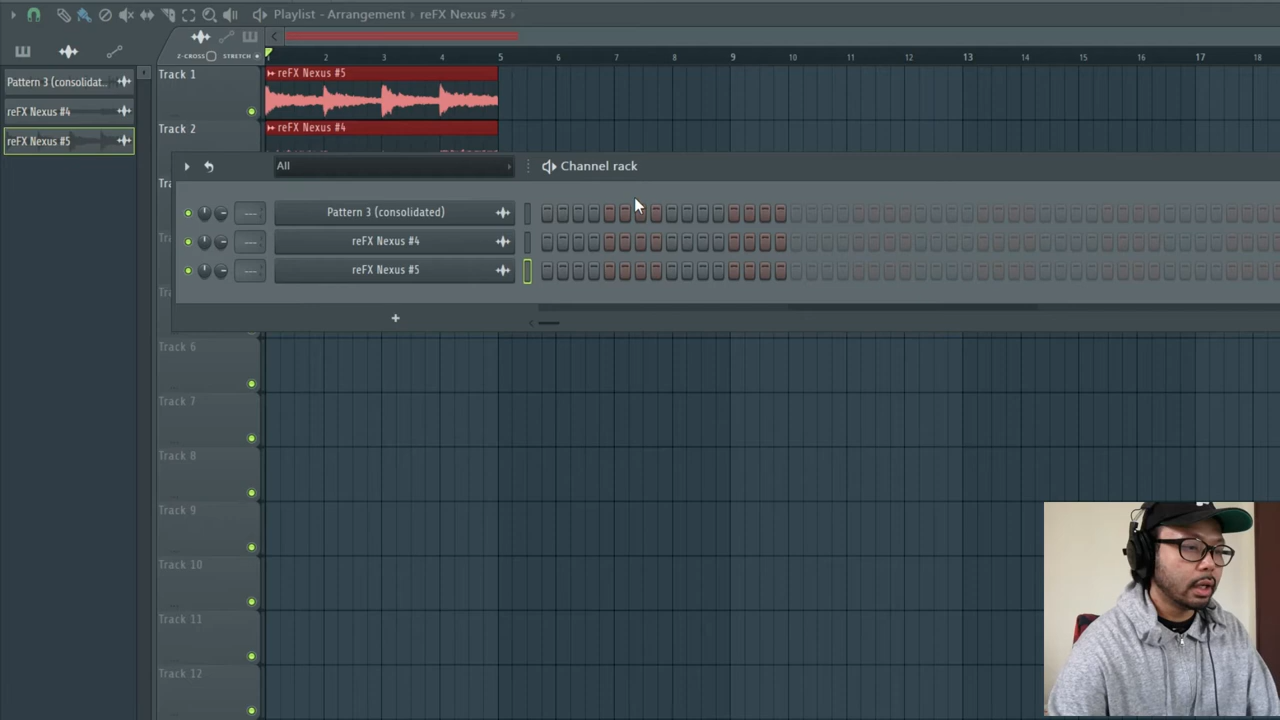 Playlist - Arrangement › reFX Nexus #5 ›
Z-CROSS STRETCH
2 3 4 5 6 7 8 9 10 11 12 13 14 15 16 17 18
Pattern 3 (consolidat..
reFX Nexus #4
reFX Nexus #5
Track 1
reFX Nexus #5
Track 2
reFX Nexus #4
All
Channel rack
Pattern 3 (consolidated)
reFX Nexus #4
reFX Nexus #5
Track 6
Track 7
Track 8
Track 9
Track 10
Track 11
Track 12